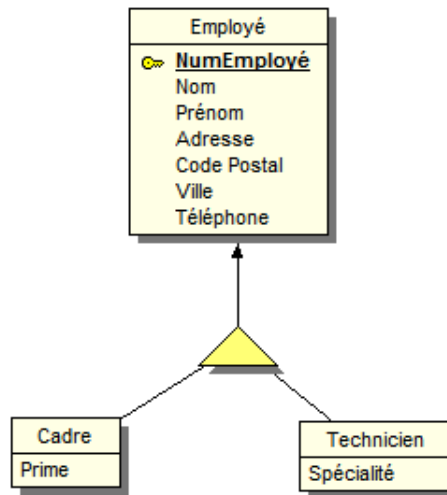 Employé
NumEmployé
Nom
Prénom
Adresse
Code Postal
Ville
Téléphone
Cadre
Prime
Technicien
Spécialité